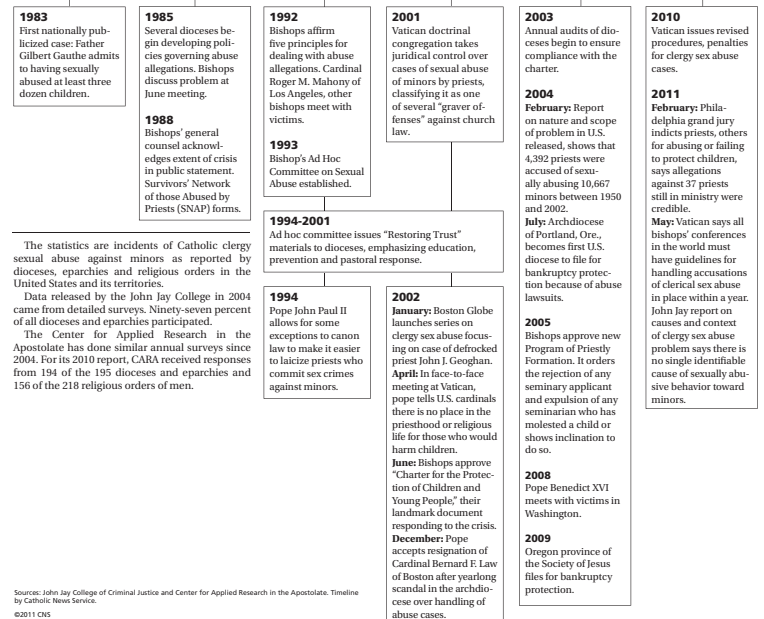 1983
First nationally pub-
licized case: Father
Gilbert Gauthe admits
to having sexually
abused at least three
dozen children.
1985
Several dioceses be-
gin developing poli-
cies governing abuse
allegations. Bishops
discuss problem at
June meeting.
1988
Bishops' general
counsel acknowl-
edges extent of crisis
in public statement.
Survivors' Network
of those Abused by
Priests (SNAP) forms.
1992
Bishops affirm
five principles for
dealing with abuse
allegations. Cardinal
Roger M. Mahony of
Los Angeles, other
bishops meet with
victims.
1993
Bishop's Ad Hoc
Committee on Sexual
Abuse established.
1994-2001
Ad hoc committee issues "Restoring Trust"
materials to dioceses, emphasizing education,
prevention and pastoral response.
1994
Pope John Paul II
allows for some
exceptions to canon
law to make it easier
to laicize priests who
commit sex crimes
against minors.
2001
Vatican doctrinal
congregation takes
juridical control over
cases of sexual abuse
of minors by priests,
classifying it as one
of several "graver of-
fenses" against church
law.
2002
January: Boston Globe
launches series on
clergy sex abuse focus-
ing on case of defrocked
priest John J. Geoghan.
April: In face-to-face
meeting at Vatican,
pope tells U.S. cardinals
there is no place in the
priesthood or religious
life for those who would
harm children.
June: Bishops approve
"Charter for the Protec-
tion of Children and
Young People," their
landmark document
responding to the crisis.
December: Pope
accepts resignation of
Cardinal Bernard F. Law
of Boston after yearlong
scandal in the archdio-
cese over handling of
abuse cases.
2003
Annual audits of dio-
ceses begin to ensure
compliance with the
charter.
2004
February: Report
on nature and scope
of problem in U.S.
released, shows that
4,392 priests were
accused of sexu-
ally abusing 10,667
minors between 1950
and 2002.
July: Archdiocese
of Portland, Ore.,
becomes first U.S.
diocese to file for
bankruptcy protec-
tion because of abuse
lawsuits.
2005
Bishops approve new
Program of Priestly
Formation. It orders
the rejection of any
seminary applicant
and expulsion of any
seminarian who has
molested a child or
shows inclination to
do so.
2008
Pope Benedict XVI
meets with victims in
Washington.
2009
Oregon province of
the Society of Jesus
files for bankruptcy
protection.
2010
Vatican issues revised
procedures, penalties
for clergy sex abuse
cases.
2011
February: Phila-
delphia grand jury
indicts priests, others
for abusing or failing
to protect children,
says allegations
against 37 priests
still in ministry were
credible.
May: Vatican says all
bishops' conferences
in the world must
have guidelines for
handling accusations
of clerical sex abuse
in place within a year.
John Jay report on
causes and context
of clergy sex abuse
problem says there is
no single identifiable
cause of sexually abu-
sive behavior toward
minors.
The statistics are incidents of Catholic clergy
sexual abuse against minors as reported by
dioceses, eparchies and religious orders in the
United States and its territories.
Data released by the John Jay College in 2004
came from detailed surveys. Ninety-seven percent
of all dioceses and eparchies participated.
The Center for Applied Research in the
Apostolate has done similar annual surveys since
2004. For its 2010 report, CARA received responses
from 194 of the 195 dioceses and eparchies and
156 of the 218 religious orders of men.
Sources: John Jay College of Criminal Justice and Center for Applied Research in the Apostolate. Timeline
by Catholic News Service.
©2011 CNS